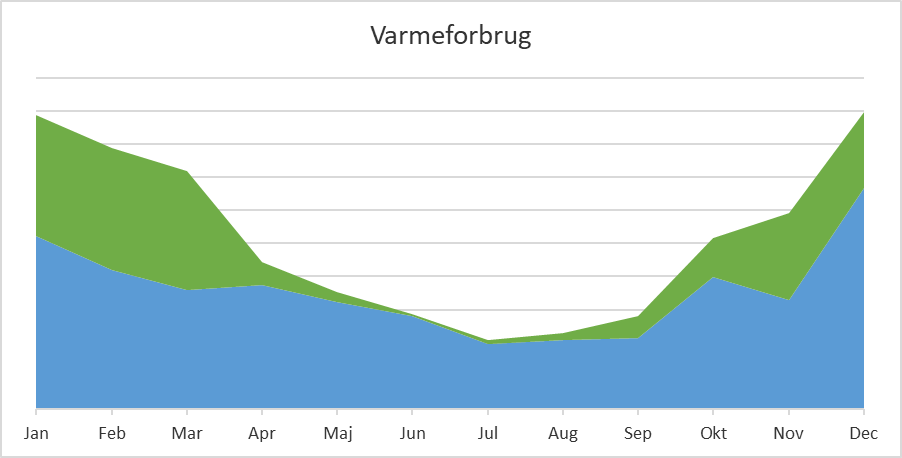 Varmeforbrug
Jan Feb Mar Apr Maj Jun Jul Aug Sep Okt Nov Dec